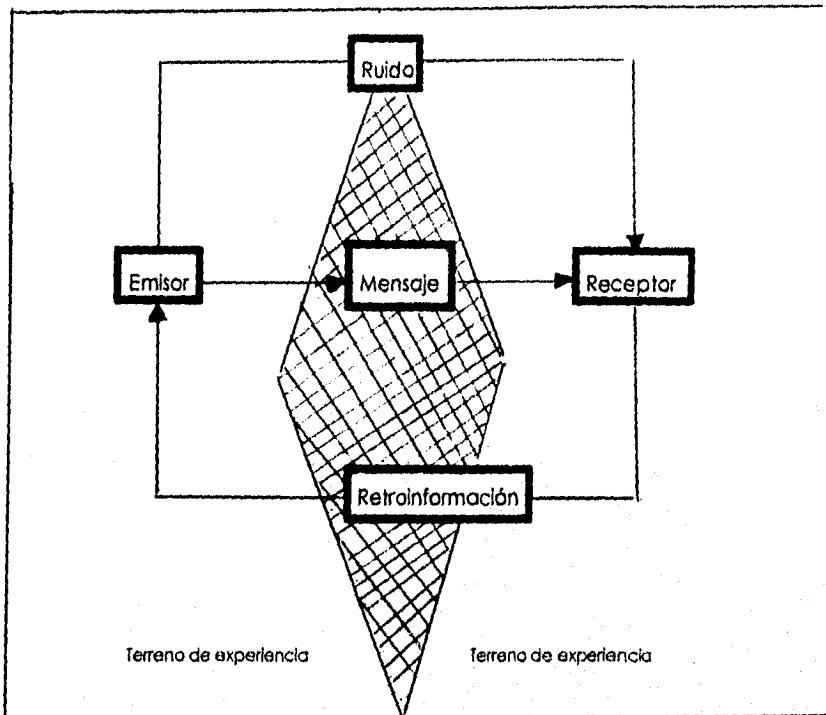 Ruido
Emisor
Mensaje
Receptor
Retroinformación
Terreno de experiencia
Terreno de experiencia